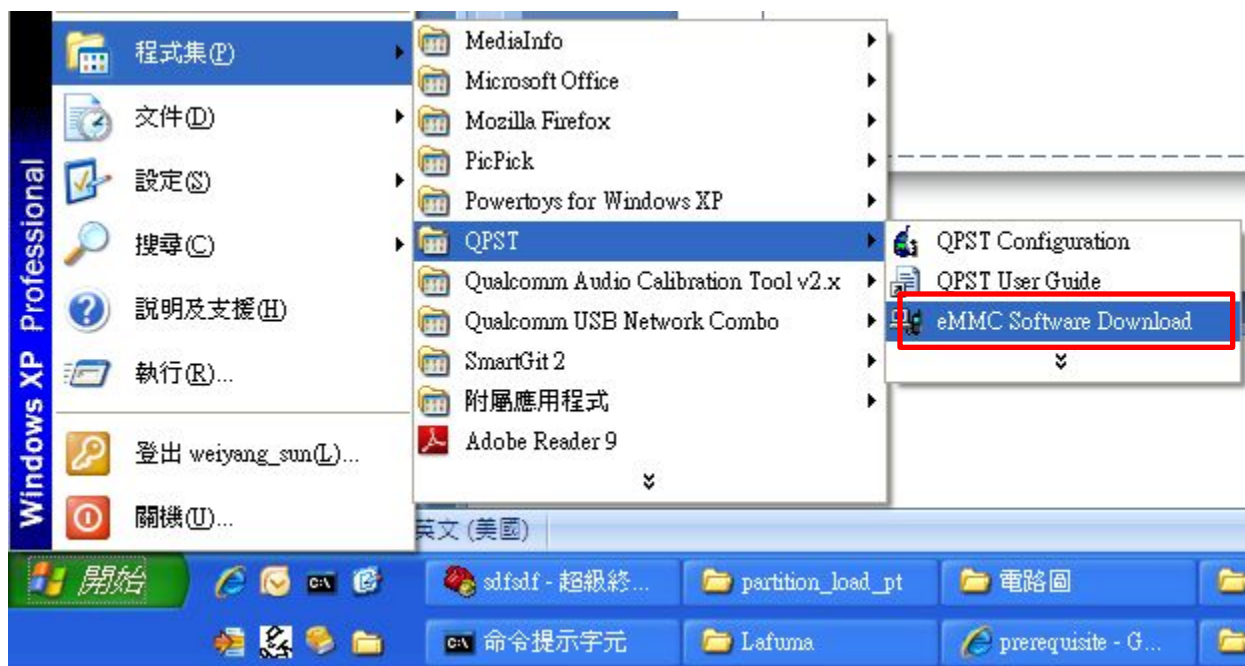 Windows XP Professional
程式集(P)
文件(D)
設定(S)
搜尋(C)
說明及支援(H)
執行(R)...
登出 weiyang_sun(L)...
關機(U)...
MediaInfo
Microsoft Office
Mozilla Firefox
PicPick
Powertoys for Windows XP
QPST
Qualcomm Audio Calibration Tool v2.x
Qualcomm USB Network Combo
SmartGit 2
附屬應用程式
Adobe Reader 9
QPST Configuration
QPST User Guide
eMMC Software Download
英文 (美國)
開始
sdfsdf - 超級終...
partition_load_pt
電路圖
命令提示字元
Lafuma
prerequisite - G...